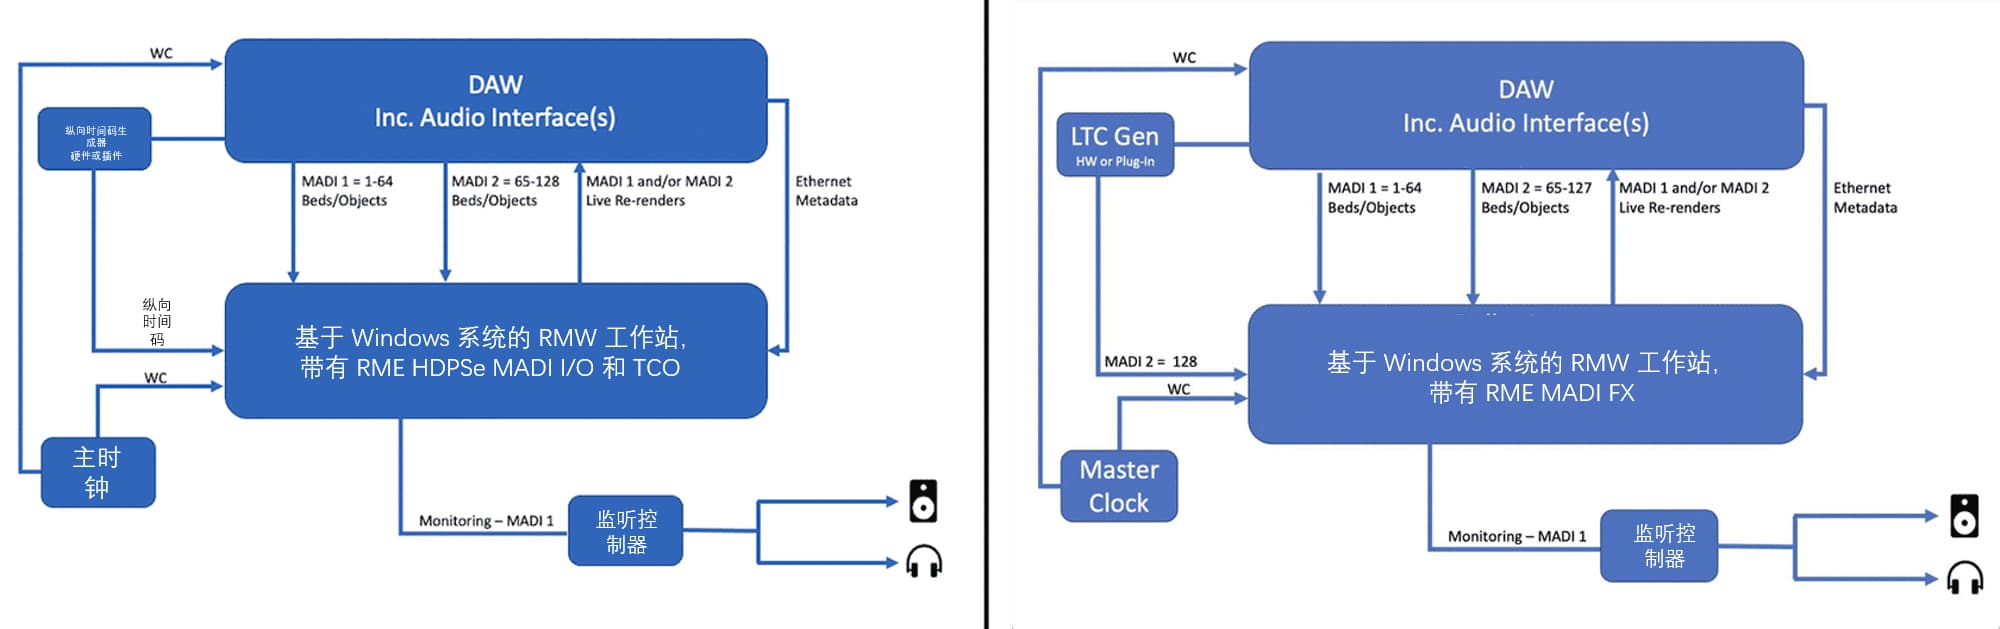 WC
DAW
Inc. Audio Interface(s)
纵向时间码生
成器
硬件或插件
MADI 1 = 1-64
Beds/Objects
MADI 2 = 65-128
Beds/Objects
MADI 1 and/or MADI 2
Live Re-renders
Ethernet
Metadata
纵向
时间
码
基于 Windows 系统的 RMW 工作站,
带有 RME HDPSe MADI I/O 和 TCO
WC
主时
钟
Monitoring – MADI 1
监听控
制器
WC
DAW
Inc. Audio Interface(s)
LTC Gen
HW or Plug-In
MADI 1 = 1-64
Beds/Objects
MADI 2 = 65-127
Beds/Objects
MADI 1 and/or MADI 2
Live Re-renders
Ethernet
Metadata
MADI 2 = 128
WC
基于 Windows 系统的 RMW 工作站,
带有 RME MADI FX
Master
Clock
Monitoring – MADI 1
监听控
制器